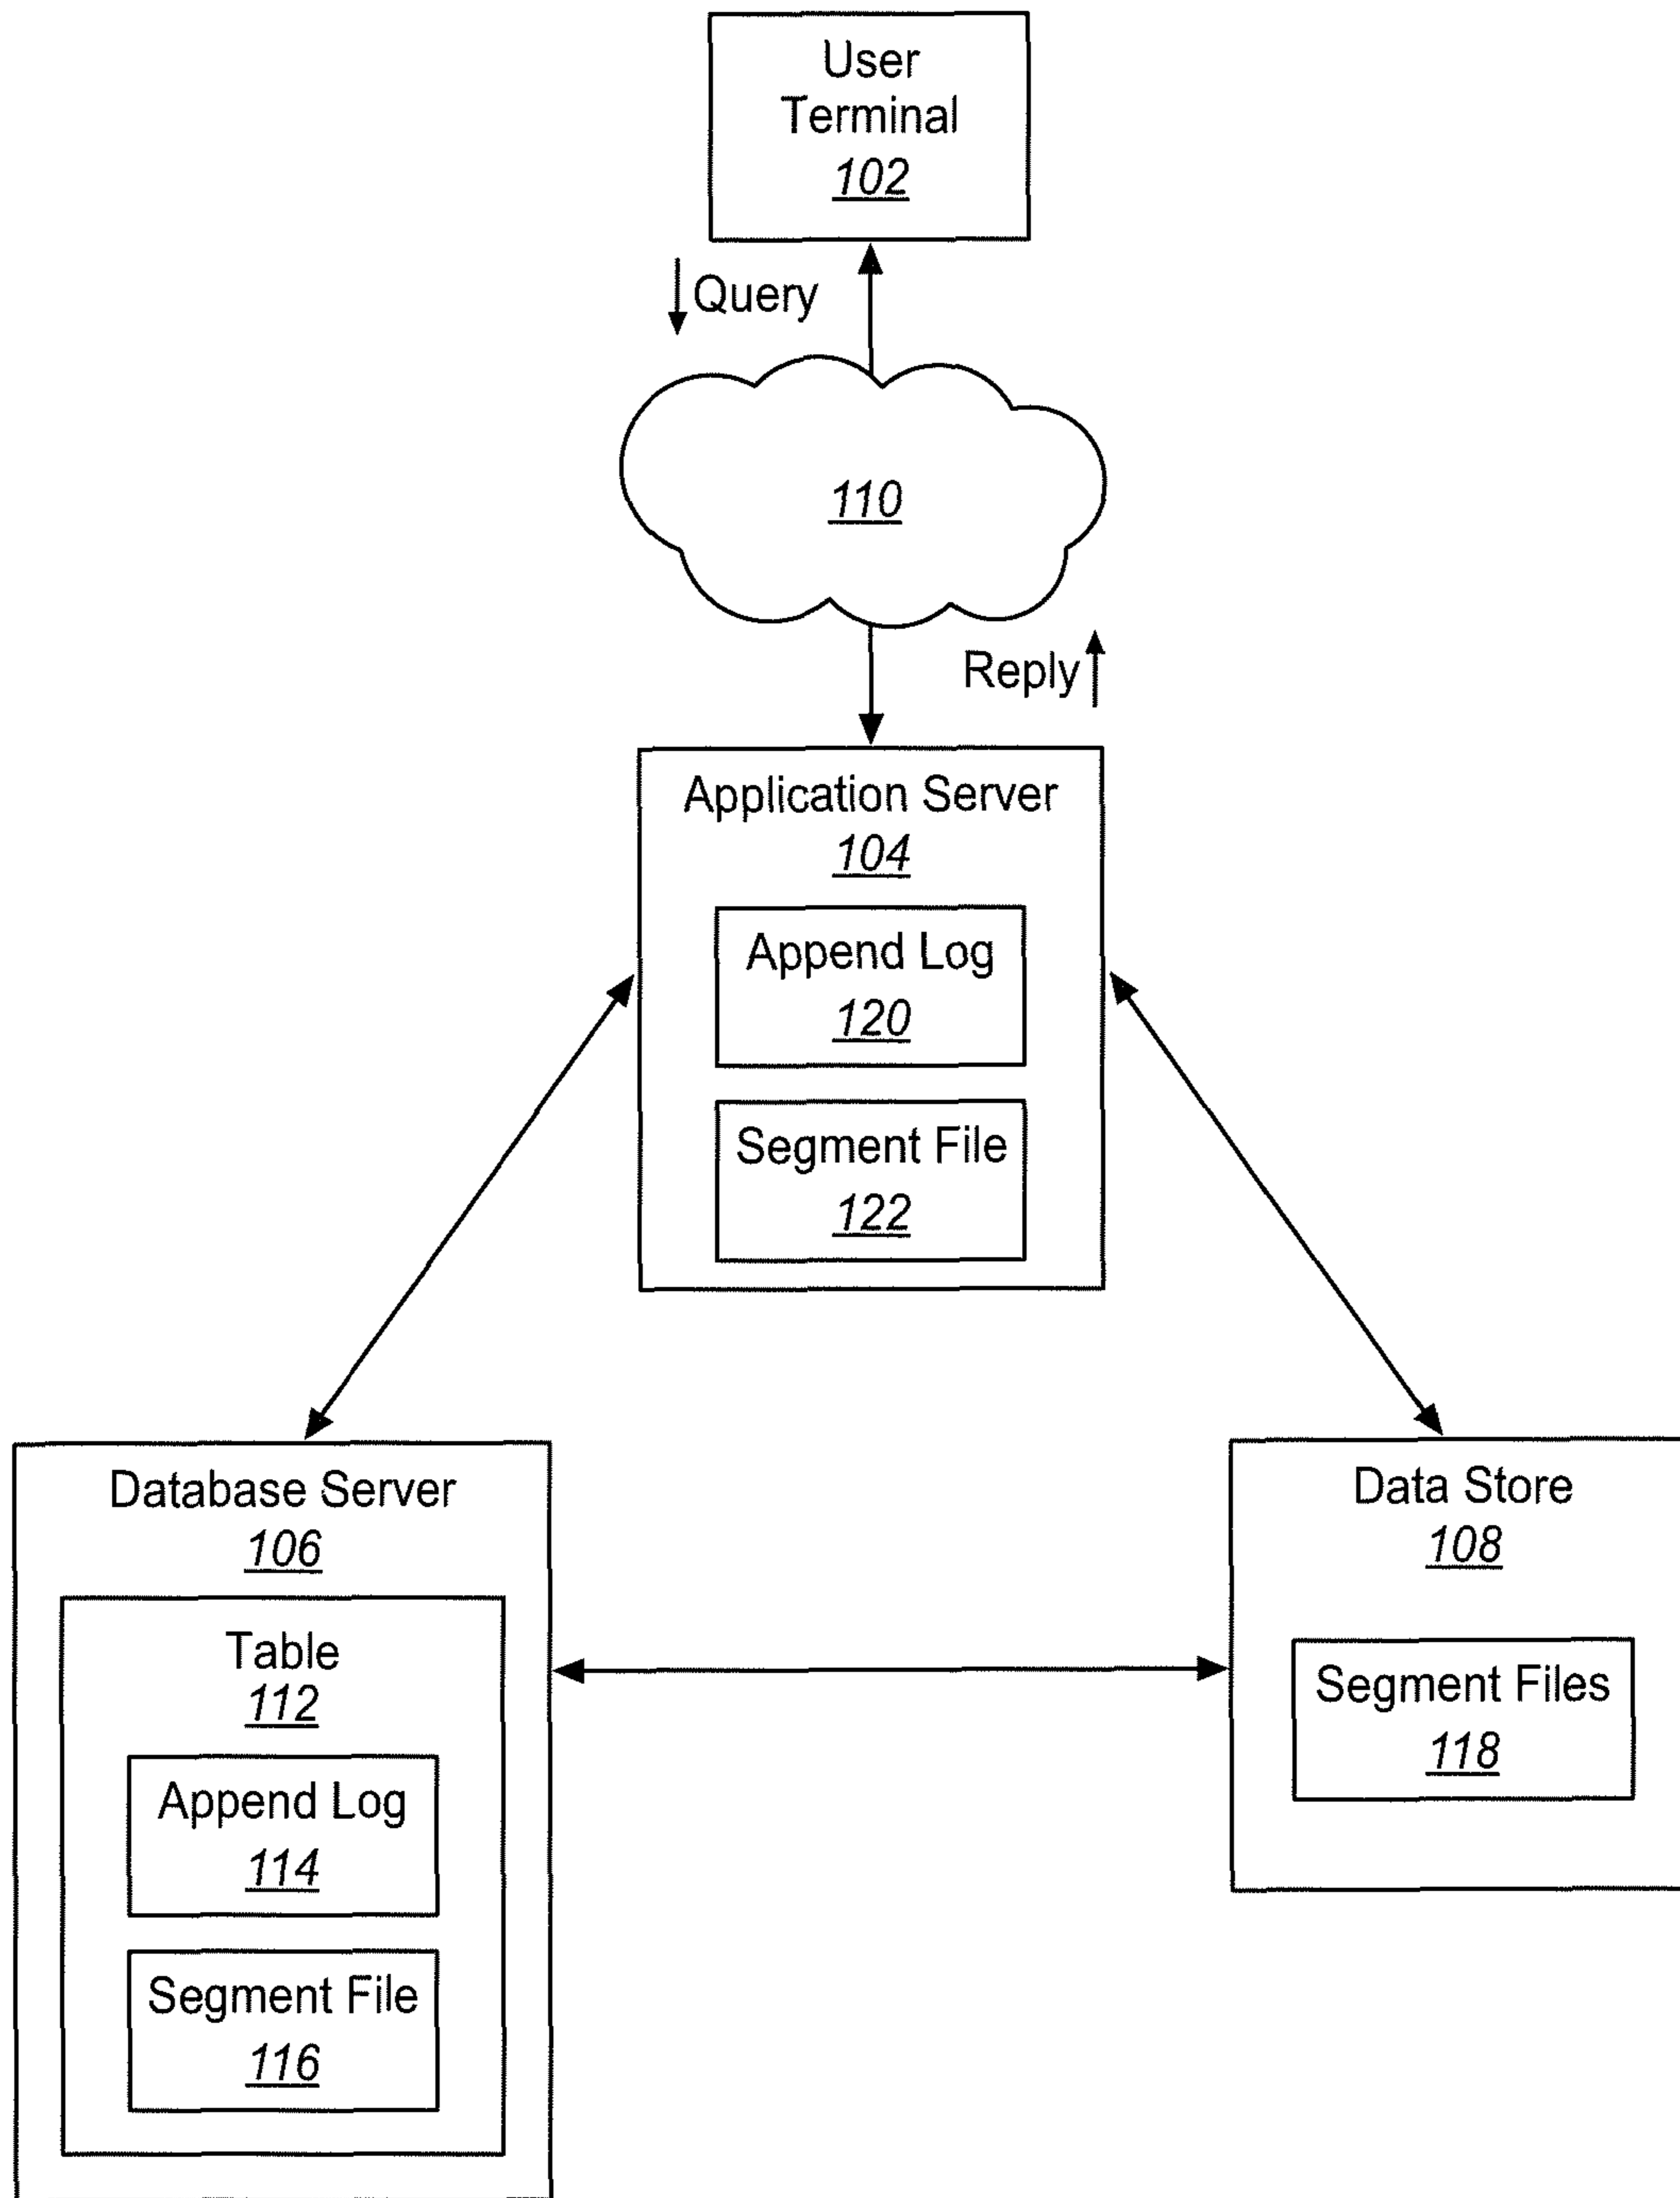 User
Terminal
102
Query
110
Reply
Application Server
104
Append Log
120
Segment File
122
Database Server
106
Table
112
Append Log
114
Segment File
116
Data Store
108
Segment Files
118